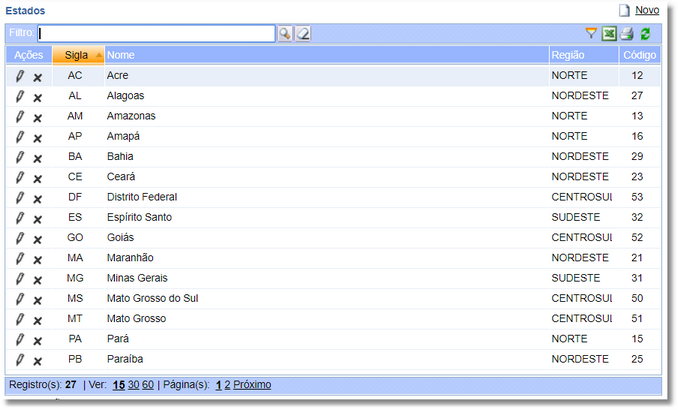 Estados Novo
Filtro:
Ações Sigla Nome Região Código
AC Acre NORTE 12
AL Alagoas NORDESTE 27
AM Amazonas NORTE 13
AP Amapá NORTE 16
BA Bahia NORDESTE 29
CE Ceará NORDESTE 23
DF Distrito Federal CENTROSUL 53
ES Espírito Santo SUDESTE 32
GO Goiás CENTROSUL 52
MA Maranhão NORDESTE 21
MG Minas Gerais SUDESTE 31
MS Mato Grosso do Sul CENTROSUL 50
MT Mato Grosso CENTROSUL 51
PA Pará NORTE 15
PB Paraíba NORDESTE 25
Registro(s): 27 | Ver: 15 30 60 | Página(s): 1 2 Próximo